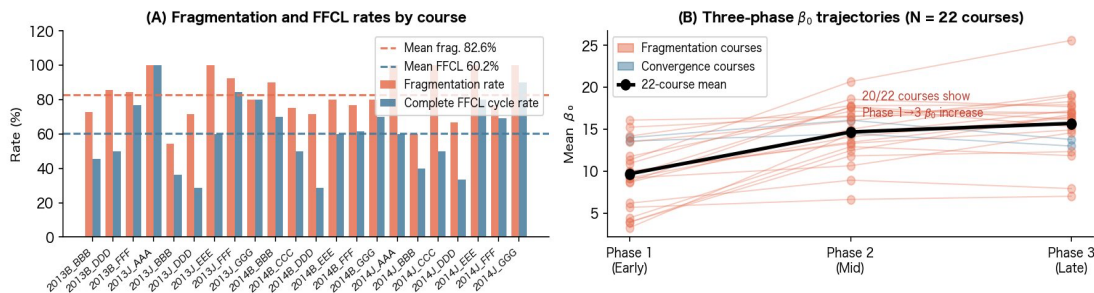 (A) Fragmentation and FFCL rates by course
120
100
80
60
40
20
0
Rate (%)
Mean frag. 82.6%
Mean FFCL 60.2%
Fragmentation rate
Complete FFCL cycle rate
2013B_BBB
2013B_DDD
2013B_FFF
2013J_AAA
2013J_BBB
2013J_DDD
2013J_EEE
2013J_FFF
2013J_GGG
2014B_BBB
2014B_CCC
2014B_DDD
2014B_EEE
2014B_FFF
2014B_GGG
2014J_AAA
2014J_BBB
2014J_CCC
2014J_DDD
2014J_EEE
2014J_FFF
2014J_GGG
(B) Three-phase β₀ trajectories (N = 22 courses)
25
20
15
10
5
Mean β₀
Fragmentation courses
Convergence courses
22-course mean
20/22 courses show
Phase 1→3 β₀ increase
Phase 1
(Early)
Phase 2
(Mid)
Phase 3
(Late)